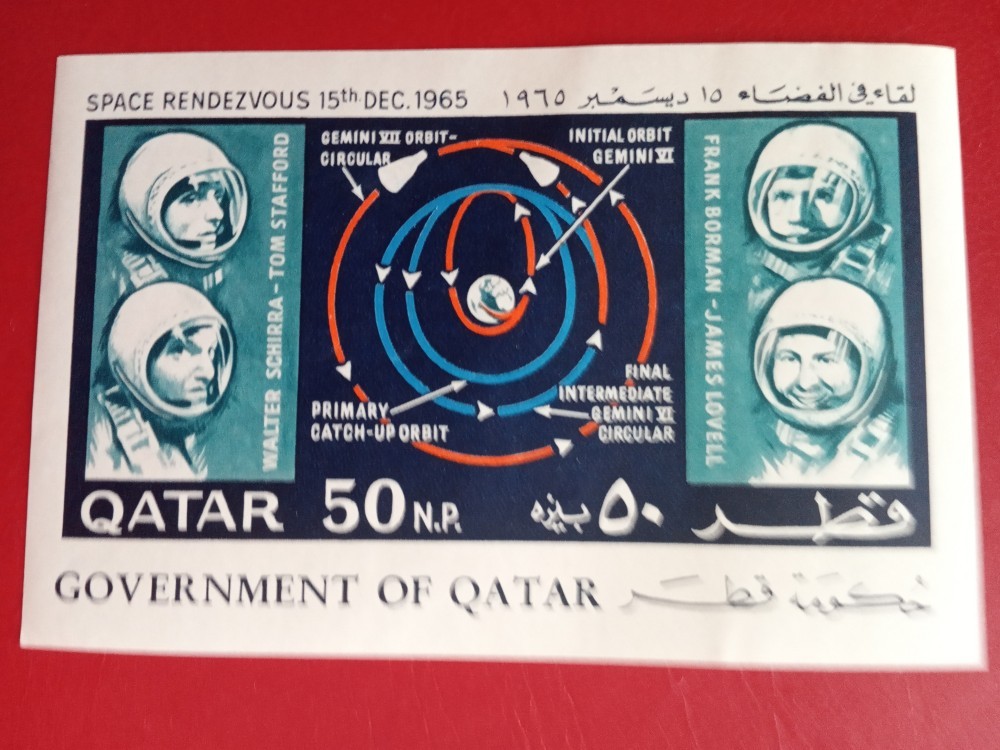 SPACE RENDEZVOUS 15th DEC. 1965 لقاء في الفضاء ١٥ ديسمبر ١٩٦٥
WALTER SCHIRRA - TOM STAFFORD
GEMINI VII ORBIT-
CIRCULAR
INITIAL ORBIT
GEMINI VI
PRIMARY
CATCH-UP ORBIT
FINAL
INTERMEDIATE
GEMINI VI
CIRCULAR
FRANK BORMAN - JAMES LOVELL
QATAR 50 N.P. ٥٠ بيزه قطر
GOVERNMENT OF QATAR حكومة قطر